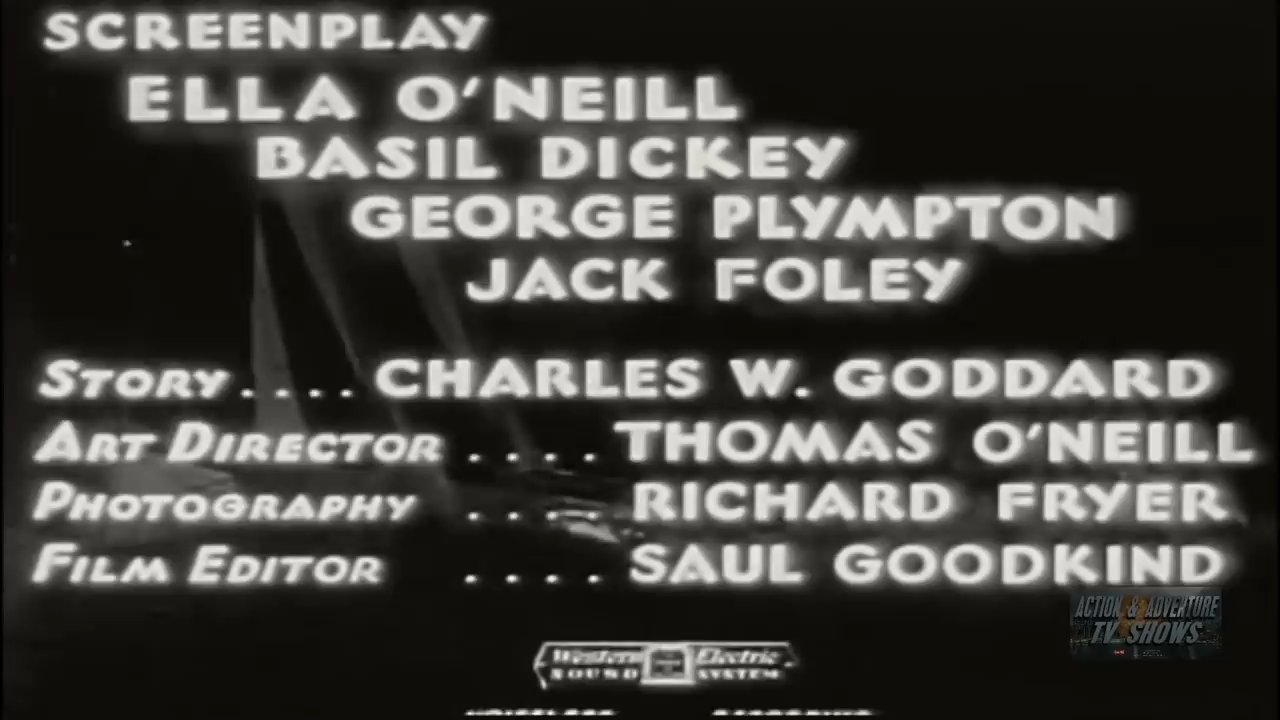 SCREENPLAY
ELLA O'NEILL
BASIL DICKEY
GEORGE PLYMPTON
JACK FOLEY
STORY .... CHARLES W. GODDARD
ART DIRECTOR .... THOMAS O'NEILL
PHOTOGRAPHY .... RICHARD FRYER
FILM EDITOR .... SAUL GOODKIND
ACTION & ADVENTURE
TV SHOWS
Western Electric
SOUND SYSTEM